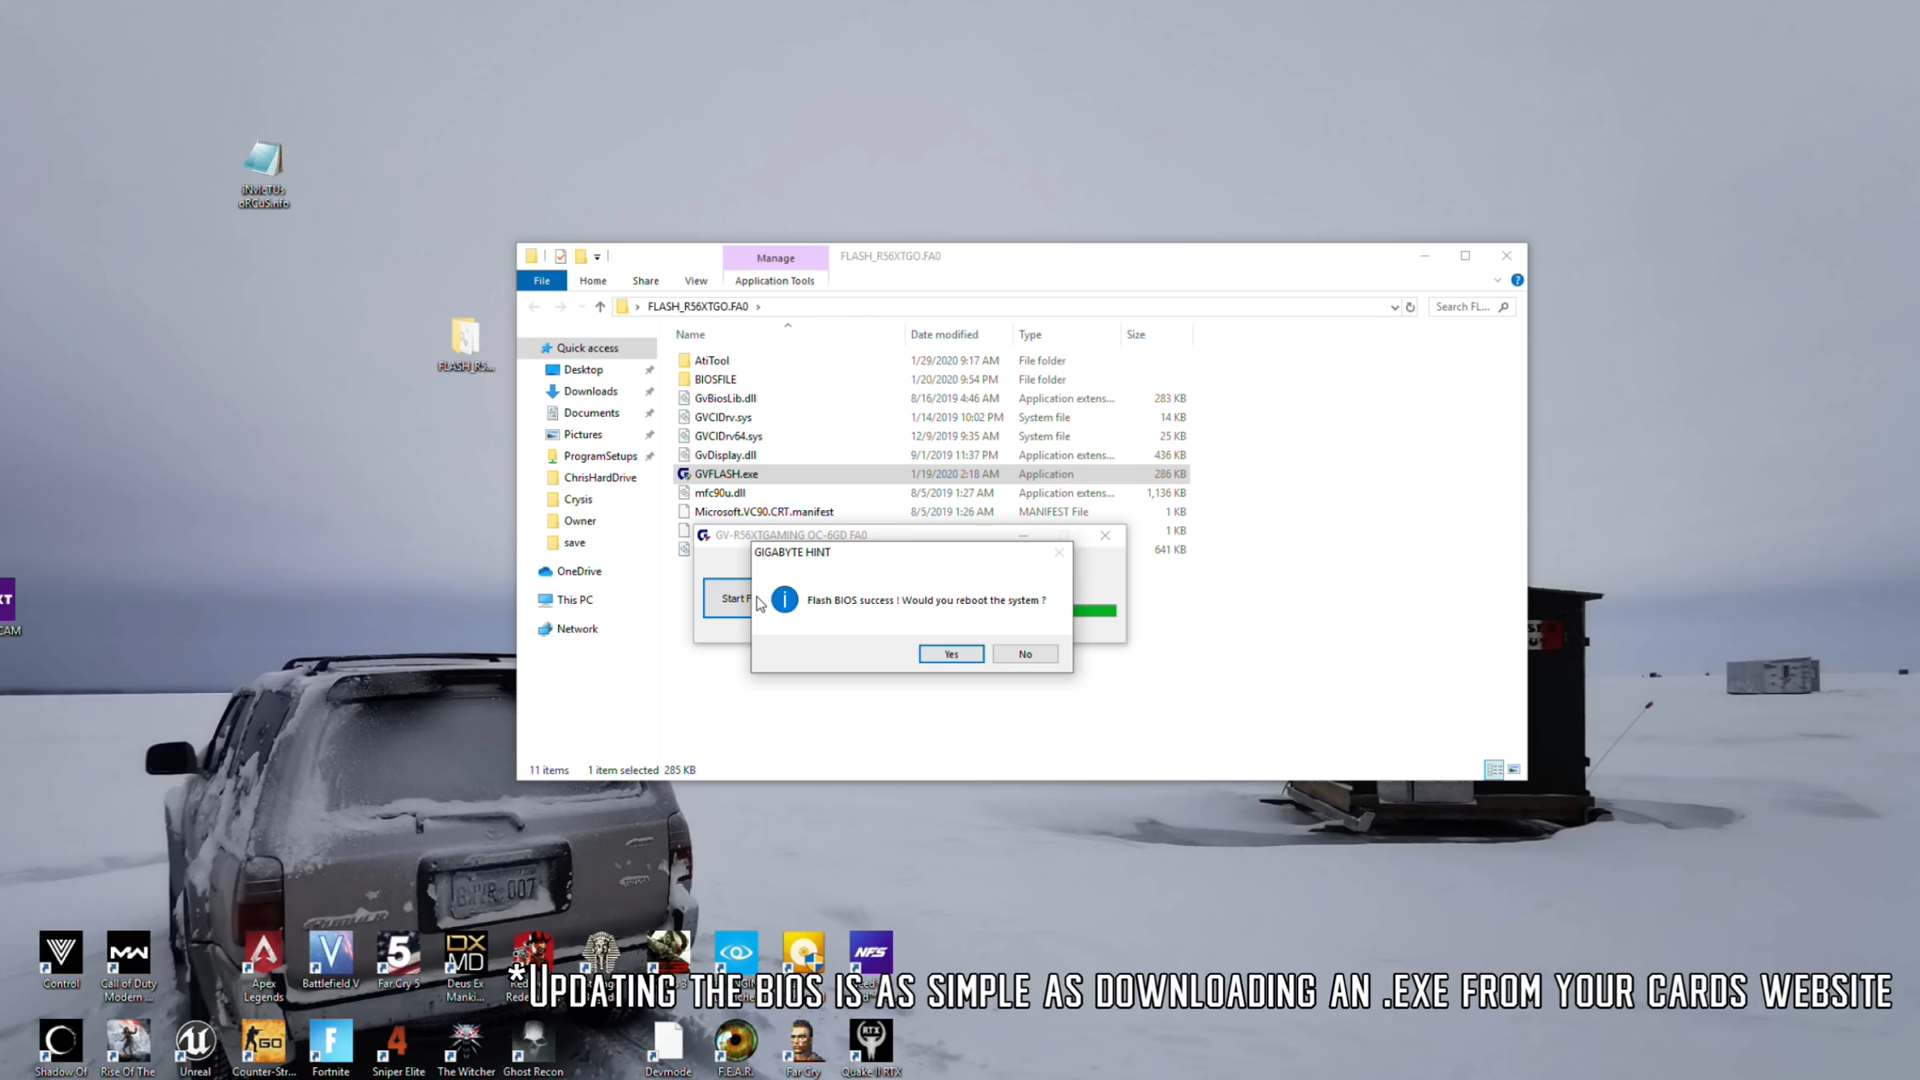 iNvicTUs
oRCuS.nfo
FLASH_R5...
CAM
Manage
FLASH_R56XTGO.FA0
File
Home
Share
View
Application Tools
FLASH_R56XTGO.FA0
Search FL...
Name
Date modified
Type
Size
Quick access
Desktop
Downloads
Documents
Pictures
ProgramSetups
ChrisHardDrive
Crysis
Owner
save
OneDrive
This PC
Network
AtiTool 1/29/2020 9:17 AM File folder
BIOSFILE 1/20/2020 9:54 PM File folder
GvBiosLib.dll 8/16/2019 4:46 AM Application extens... 283 KB
GVCIDrv.sys 1/14/2019 10:02 PM System file 14 KB
GVCIDrv64.sys 12/9/2019 9:35 AM System file 25 KB
GvDisplay.dll 9/1/2019 11:37 PM Application extens... 436 KB
GVFLASH.exe 1/19/2020 2:18 AM Application 286 KB
mfc90u.dll 8/5/2019 1:27 AM Application extens... 1,136 KB
Microsoft.VC90.CRT.manifest 8/5/2019 1:26 AM MANIFEST File 1 KB
1 KB
641 KB
GV-R56XTGAMING OC-6GD FA0
GIGABYTE HINT
Start F
Flash BIOS success ! Would you reboot the system ?
Yes
No
11 items 1 item selected 285 KB
TOYOTA
Control
Call of Duty
Modern ...
Apex
Legends
Battlefield V
Far Cry 5
Deus Ex
Manki...
*UPDATING THE BIOS IS AS SIMPLE AS DOWNLOADING AN .EXE FROM YOUR CARDS WEBSITE
Shadow Of
Rise Of The
Unreal
Counter-Str...
Fortnite
Sniper Elite
The Witcher
Ghost Recon
Devmode
F.E.A.R.
Far Cry
Quake II RTX